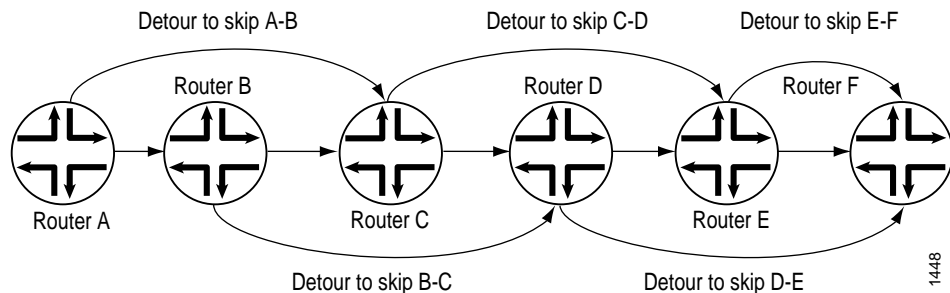 Detour to skip A-B
Detour to skip C-D
Detour to skip E-F
Router B
Router D
Router F
Router A
Router C
Router E
Detour to skip B-C
Detour to skip D-E
1448